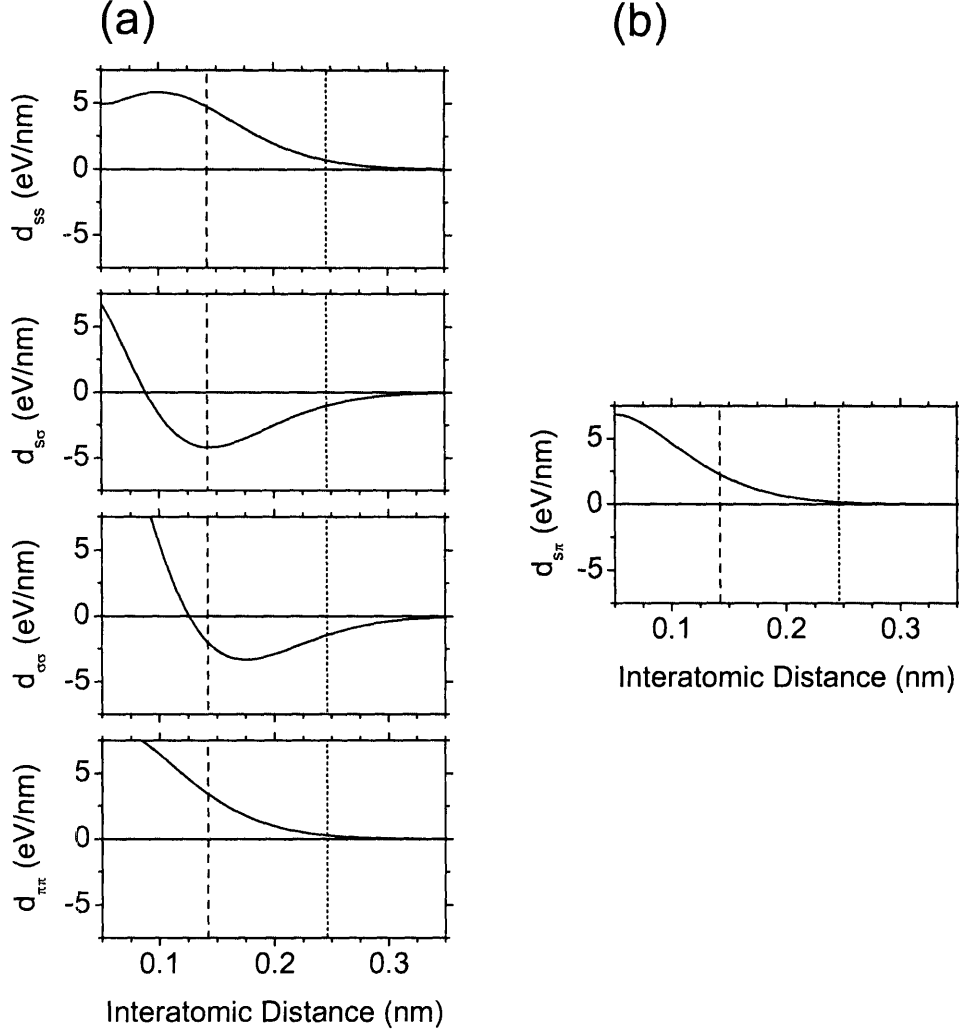 (a)
5
0
-5
d_ss (eV/nm)
5
0
-5
d_sσ (eV/nm)
5
0
-5
d_σσ (eV/nm)
5
0
-5
d_ππ (eV/nm)
0.1 0.2 0.3
Interatomic Distance (nm)
(b)
5
0
-5
d_sπ (eV/nm)
0.1 0.2 0.3
Interatomic Distance (nm)